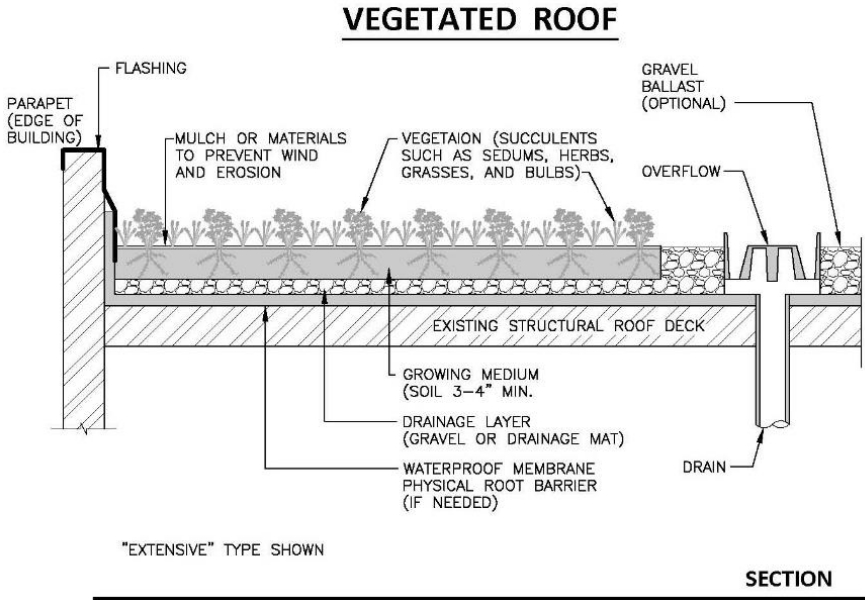 VEGETATED ROOF
FLASHING
PARAPET
(EDGE OF
BUILDING)
MULCH OR MATERIALS
TO PREVENT WIND
AND EROSION
VEGETAION (SUCCULENTS
SUCH AS SEDUMS, HERBS,
GRASSES, AND BULBS)
GRAVEL
BALLAST
(OPTIONAL)
OVERFLOW
EXISTING STRUCTURAL ROOF DECK
GROWING MEDIUM
(SOIL 3-4" MIN.
DRAINAGE LAYER
(GRAVEL OR DRAINAGE MAT)
WATERPROOF MEMBRANE
PHYSICAL ROOT BARRIER
(IF NEEDED)
DRAIN
"EXTENSIVE" TYPE SHOWN
SECTION